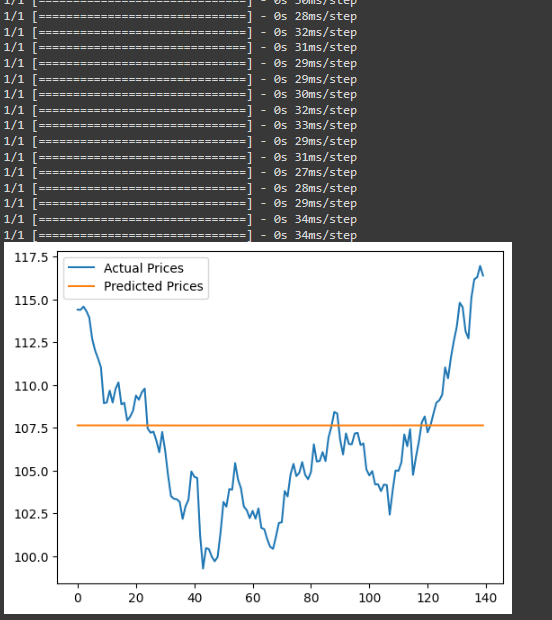 1/1 [==============================] - 0s 30ms/step
1/1 [==============================] - 0s 28ms/step
1/1 [==============================] - 0s 32ms/step
1/1 [==============================] - 0s 31ms/step
1/1 [==============================] - 0s 29ms/step
1/1 [==============================] - 0s 29ms/step
1/1 [==============================] - 0s 30ms/step
1/1 [==============================] - 0s 32ms/step
1/1 [==============================] - 0s 33ms/step
1/1 [==============================] - 0s 29ms/step
1/1 [==============================] - 0s 31ms/step
1/1 [==============================] - 0s 27ms/step
1/1 [==============================] - 0s 28ms/step
1/1 [==============================] - 0s 29ms/step
1/1 [==============================] - 0s 34ms/step
1/1 [==============================] - 0s 34ms/step
Actual Prices
Predicted Prices
117.5
115.0
112.5
110.0
107.5
105.0
102.5
100.0
0 20 40 60 80 100 120 140